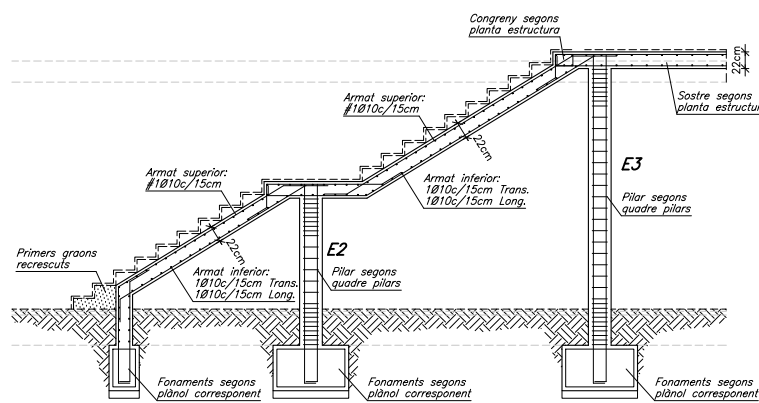 Congreny segons
planta estructura
22cm
Sostre segons
planta estructu
Armat superior:
#1Ø10c/15cm
22cm
Armat superior:
#1Ø10c/15cm
E3
Armat inferior:
1Ø10c/15cm Trans.
1Ø10c/15cm Long.
Pilar segons
quadre pilars
22cm
E2
Primers graons
recrescuts
Armat inferior:
1Ø10c/15cm Trans.
1Ø10c/15cm Long.
Pilar segons
quadre pilars
Fonaments segons
plànol corresponent
Fonaments segons
plànol corresponent
Fonaments segons
plànol corresponent